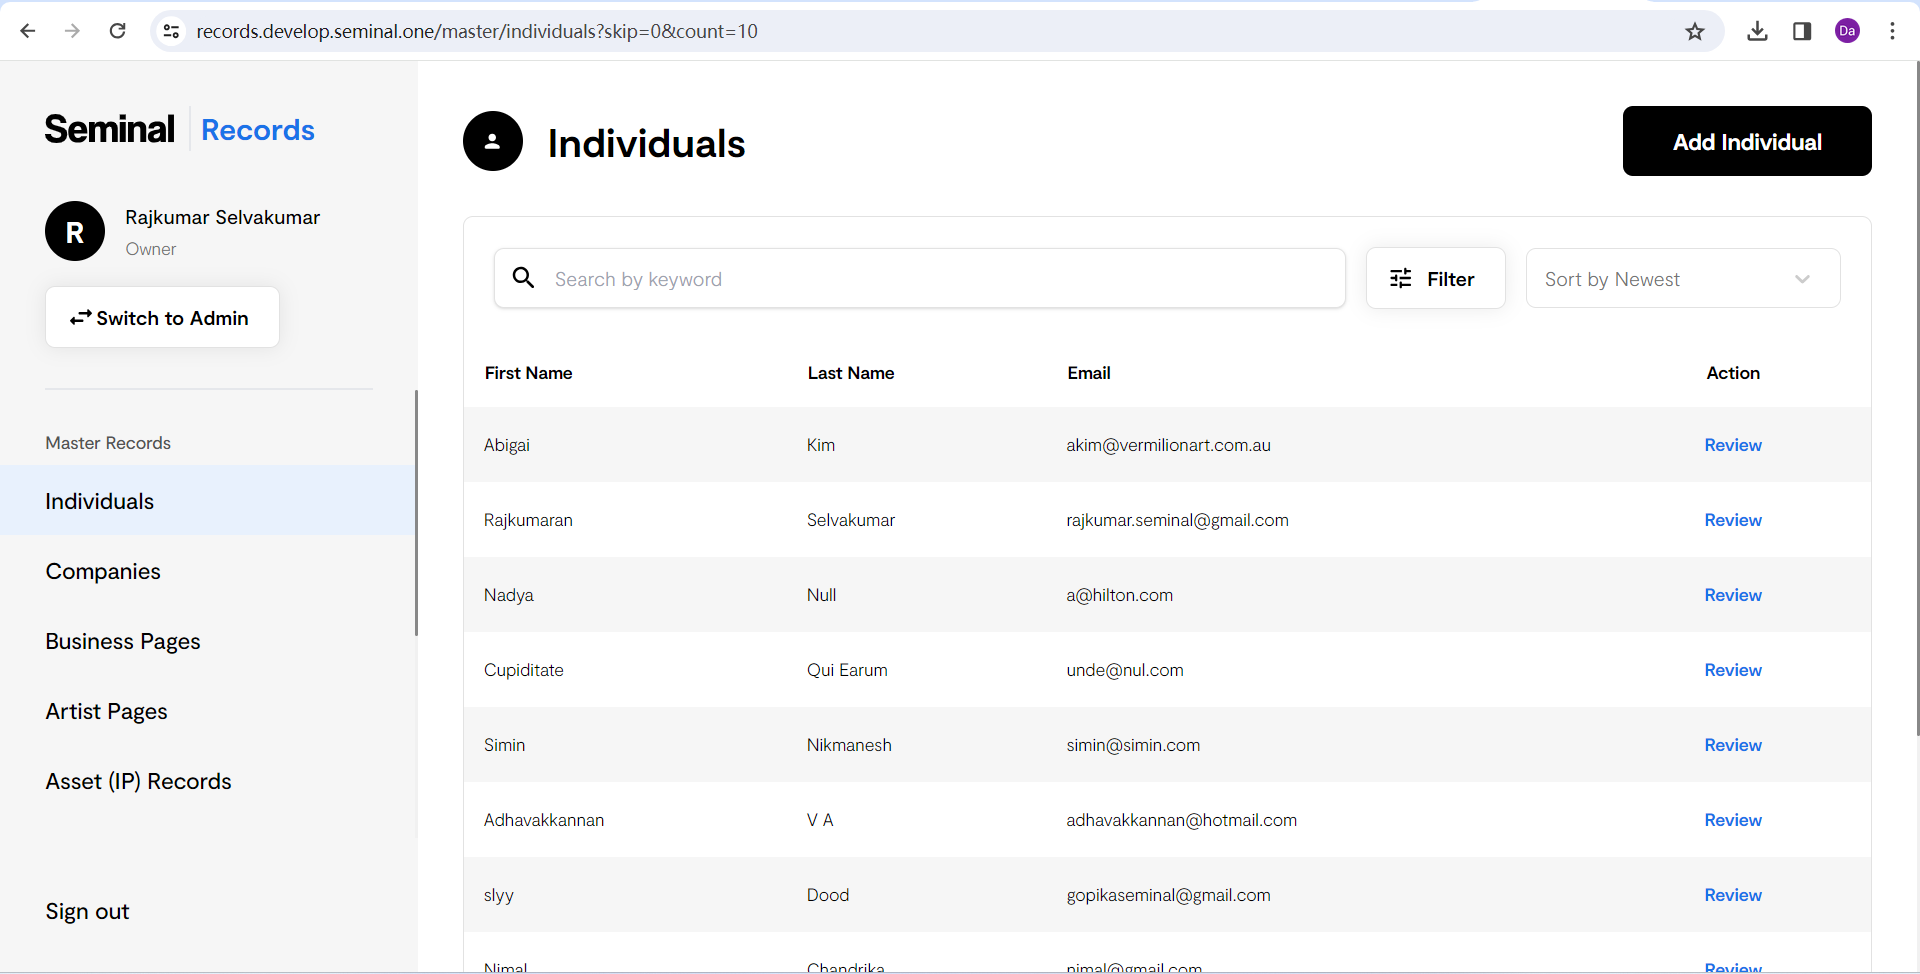 records.develop.seminal.one/master/individuals?skip=0&count=10
Da
Seminal Records
R
Rajkumar Selvakumar
Owner
Switch to Admin
Master Records
Individuals
Companies
Business Pages
Artist Pages
Asset (IP) Records
Sign out
Individuals
Add Individual
Search by keyword
Filter
Sort by Newest
First Name Last Name Email Action
Abigai Kim akim@vermilionart.com.au Review
Rajkumaran Selvakumar rajkumar.seminal@gmail.com Review
Nadya Null a@hilton.com Review
Cupiditate Qui Earum unde@nul.com Review
Simin Nikmanesh simin@simin.com Review
Adhavakkannan V A adhavakkannan@hotmail.com Review
slyy Dood gopikaseminal@gmail.com Review
Nimal Chandrika nimal@gmail.com Review